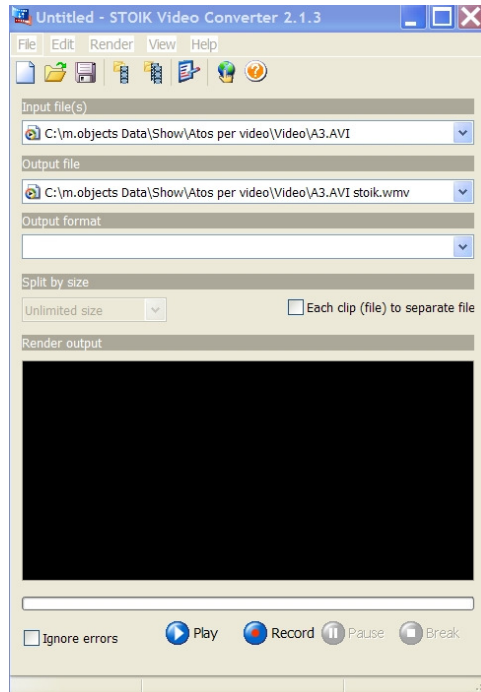 Untitled - STOIK Video Converter 2.1.3
File Edit Render View Help
Input file(s)
C:\m.objects Data\Show\Atos per video\Video\A3.AVI
Output file
C:\m.objects Data\Show\Atos per video\Video\A3.AVI stoik.wmv
Output format
Split by size
Unlimited size Each clip (file) to separate file
Render output
Ignore errors Play Record Pause Break